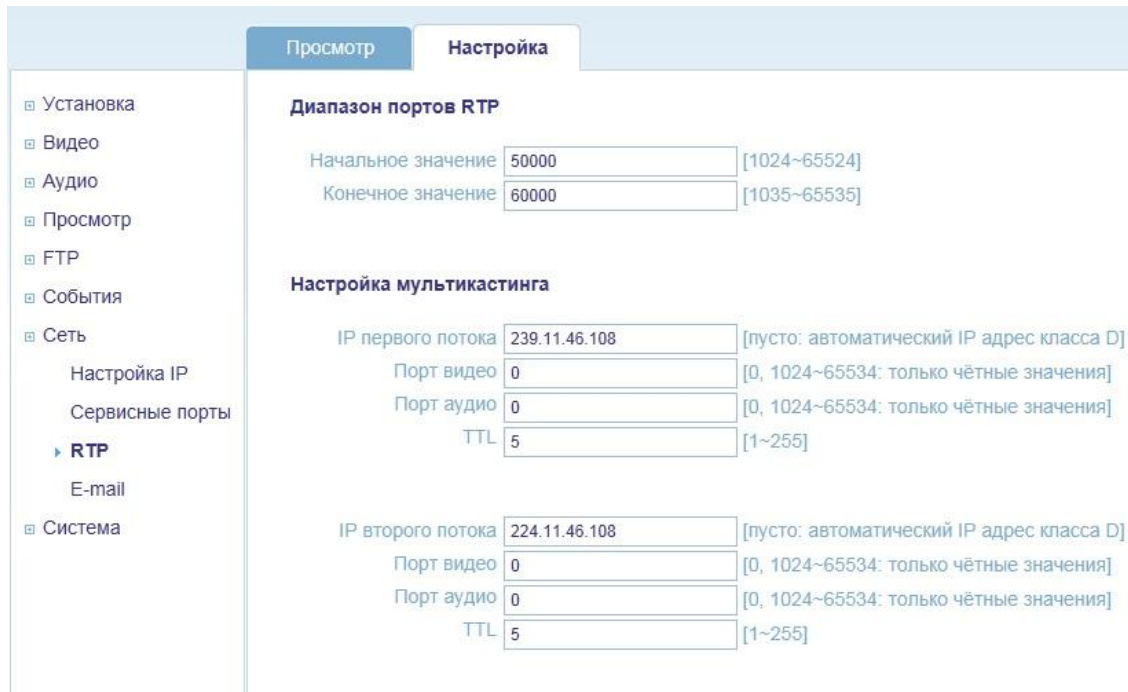 Просмотр
Настройка
Установка
Видео
Аудио
Просмотр
FTP
События
Сеть
Настройка IP
Сервисные порты
RTP
E-mail
Система
Диапазон портов RTP
Начальное значение 50000 [1024~65524]
Конечное значение 60000 [1035~65535]
Настройка мультикастинга
IP первого потока 239.11.46.108 [пусто: автоматический IP адрес класса D]
Порт видео 0 [0, 1024~65534: только чётные значения]
Порт аудио 0 [0, 1024~65534: только чётные значения]
TTL 5 [1~255]
IP второго потока 224.11.46.108 [пусто: автоматический IP адрес класса D]
Порт видео 0 [0, 1024~65534: только чётные значения]
Порт аудио 0 [0, 1024~65534: только чётные значения]
TTL 5 [1~255]